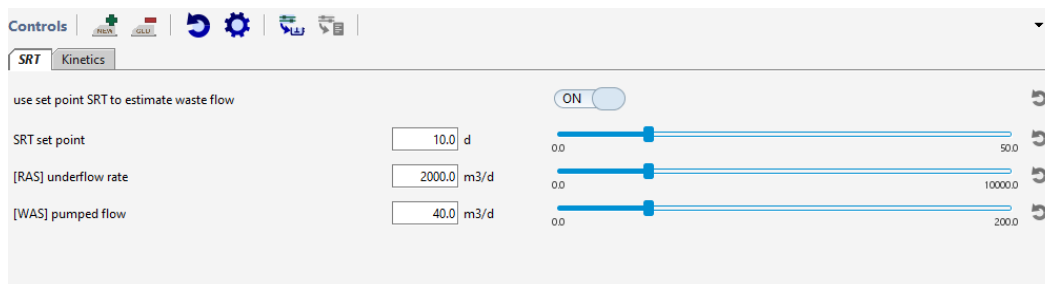 Controls NEW GLU
SRT Kinetics
use set point SRT to estimate waste flow ON
SRT set point 10.0 d 0.0 50.0
[RAS] underflow rate 2000.0 m3/d 0.0 10000.0
[WAS] pumped flow 40.0 m3/d 0.0 200.0